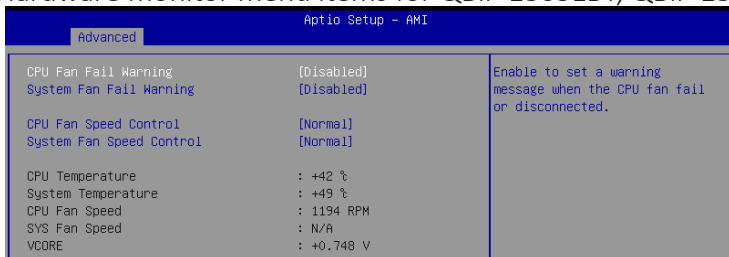 Aptio Setup – AMI
Advanced
CPU Fan Fail Warning [Disabled]
System Fan Fail Warning [Disabled]
CPU Fan Speed Control [Normal]
System Fan Speed Control [Normal]
CPU Temperature : +42 ℃
System Temperature : +49 ℃
CPU Fan Speed : 1194 RPM
SYS Fan Speed : N/A
VCORE : +0.748 V
Enable to set a warning
message when the CPU fan fail
or disconnected.